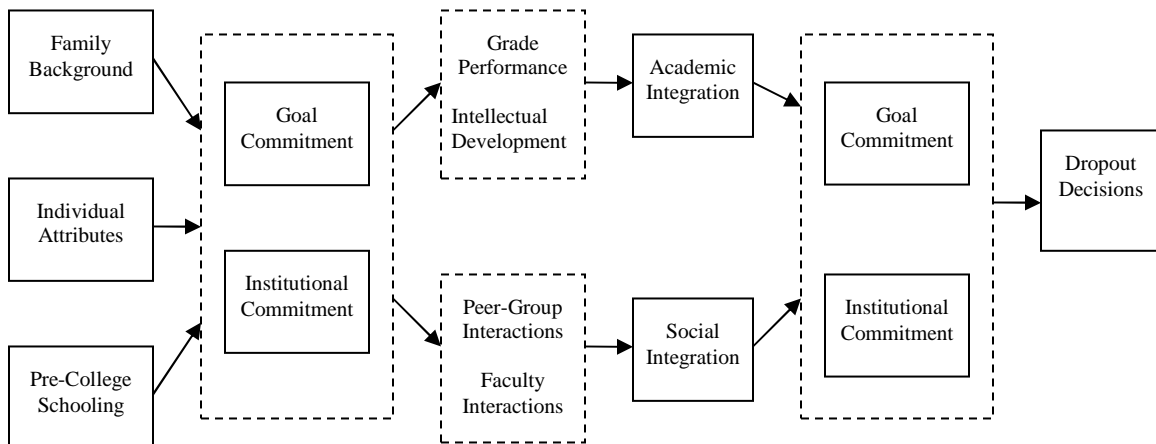 Family
Background
Individual
Attributes
Pre-College
Schooling
Goal
Commitment
Institutional
Commitment
Grade
Performance
Intellectual
Development
Peer-Group
Interactions
Faculty
Interactions
Academic
Integration
Social
Integration
Goal
Commitment
Institutional
Commitment
Dropout
Decisions